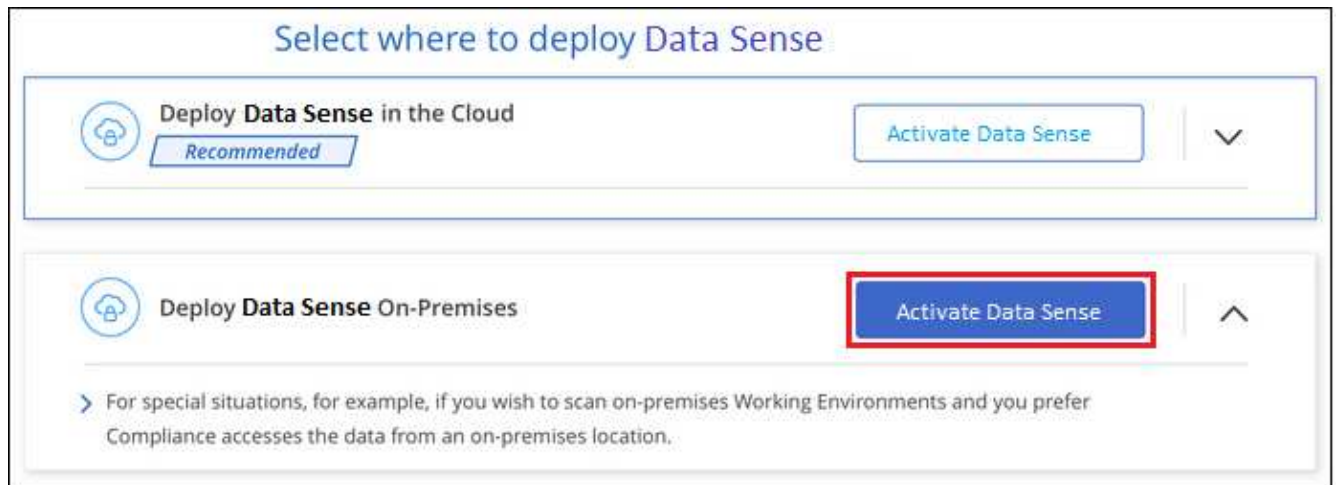 Select where to deploy Data Sense
Deploy Data Sense in the Cloud
Recommended
Activate Data Sense
Deploy Data Sense On-Premises
Activate Data Sense
For special situations, for example, if you wish to scan on-premises Working Environments and you prefer
Compliance accesses the data from an on-premises location.